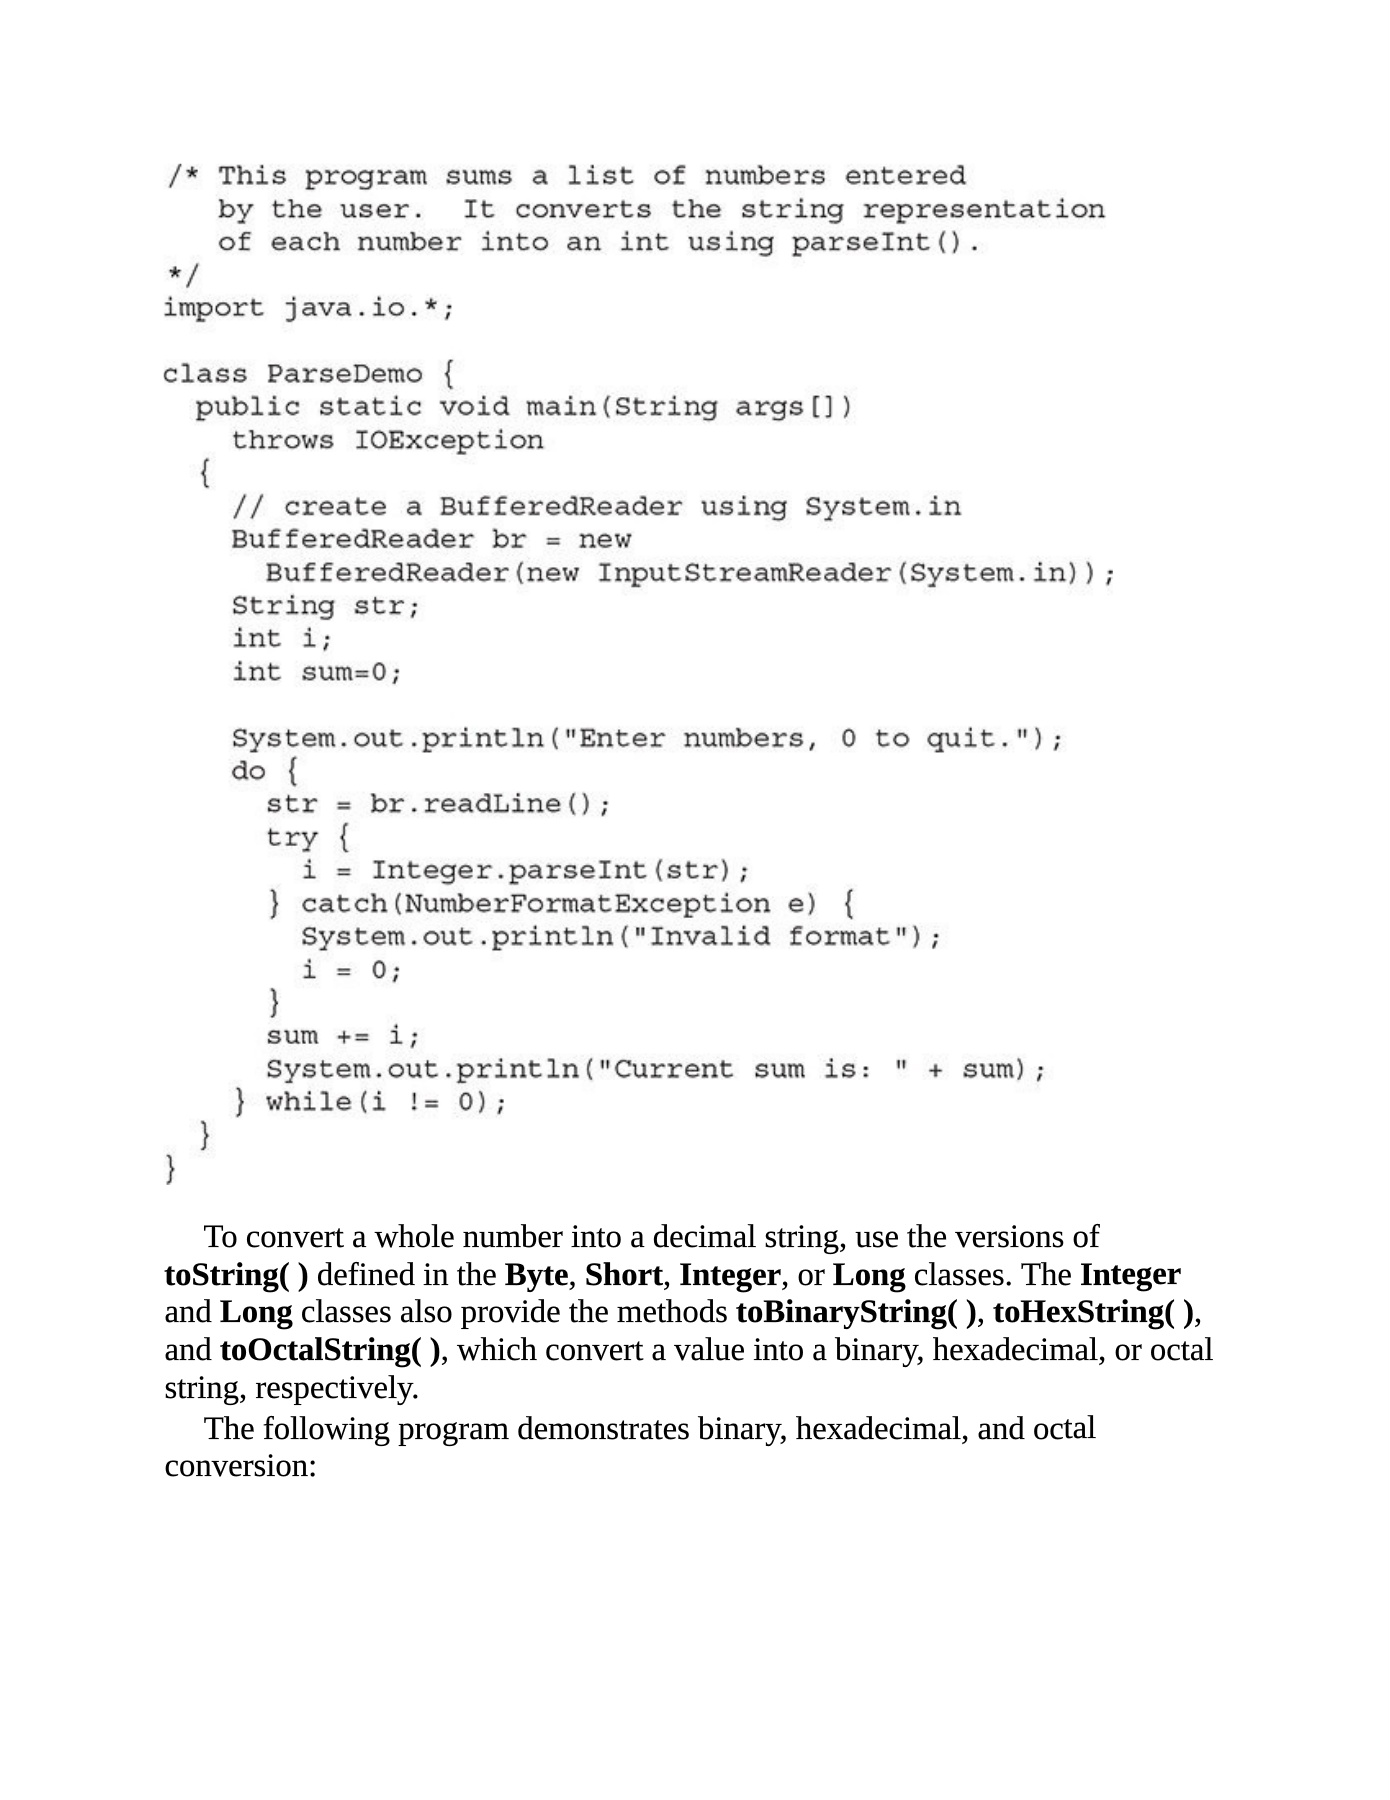 /* This program sums a list of numbers entered
   by the user.  It converts the string representation
   of each number into an int using parseInt().
*/
import java.io.*;

class ParseDemo {
  public static void main(String args[])
    throws IOException
  {
    // create a BufferedReader using System.in
    BufferedReader br = new
      BufferedReader(new InputStreamReader(System.in));
    String str;
    int i;
    int sum=0;

    System.out.println("Enter numbers, 0 to quit.");
    do {
      str = br.readLine();
      try {
        i = Integer.parseInt(str);
      } catch(NumberFormatException e) {
        System.out.println("Invalid format");
        i = 0;
      }
      sum += i;
      System.out.println("Current sum is: " + sum);
    } while(i != 0);
  }
}

To convert a whole number into a decimal string, use the versions of
toString( ) defined in the Byte, Short, Integer, or Long classes. The Integer
and Long classes also provide the methods toBinaryString( ), toHexString( ),
and toOctalString( ), which convert a value into a binary, hexadecimal, or octal
string, respectively.
The following program demonstrates binary, hexadecimal, and octal
conversion: